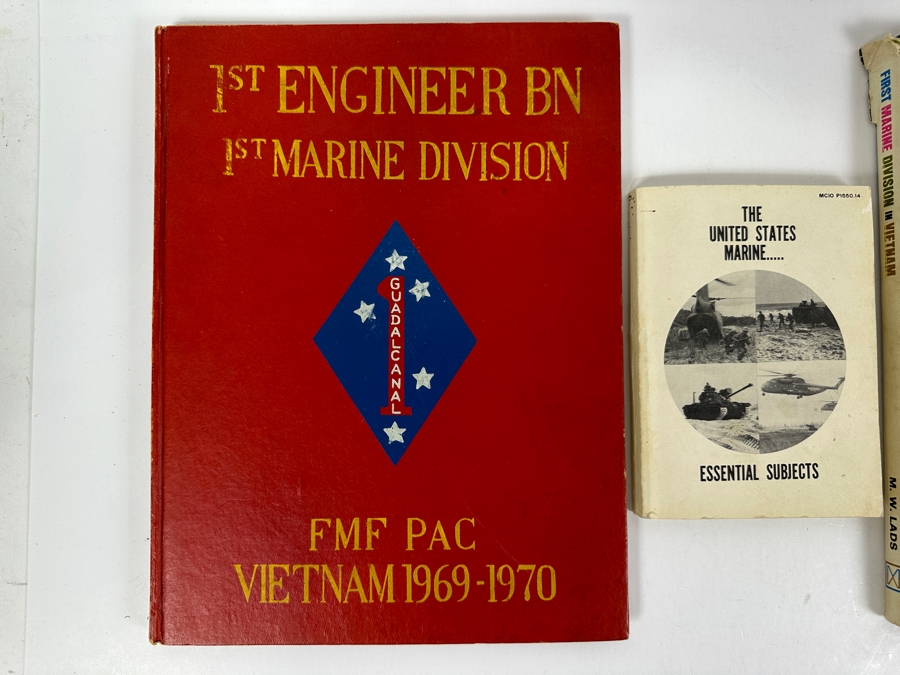 1ST ENGINEER BN
1ST MARINE DIVISION
GUADALCANAL
FMF PAC
VIETNAM 1969-1970
MCIO P1550.14
THE
UNITED STATES
MARINE.....
ESSENTIAL SUBJECTS
FIRST MARINE DIVISION IN VIETNAM
M. W. LADS